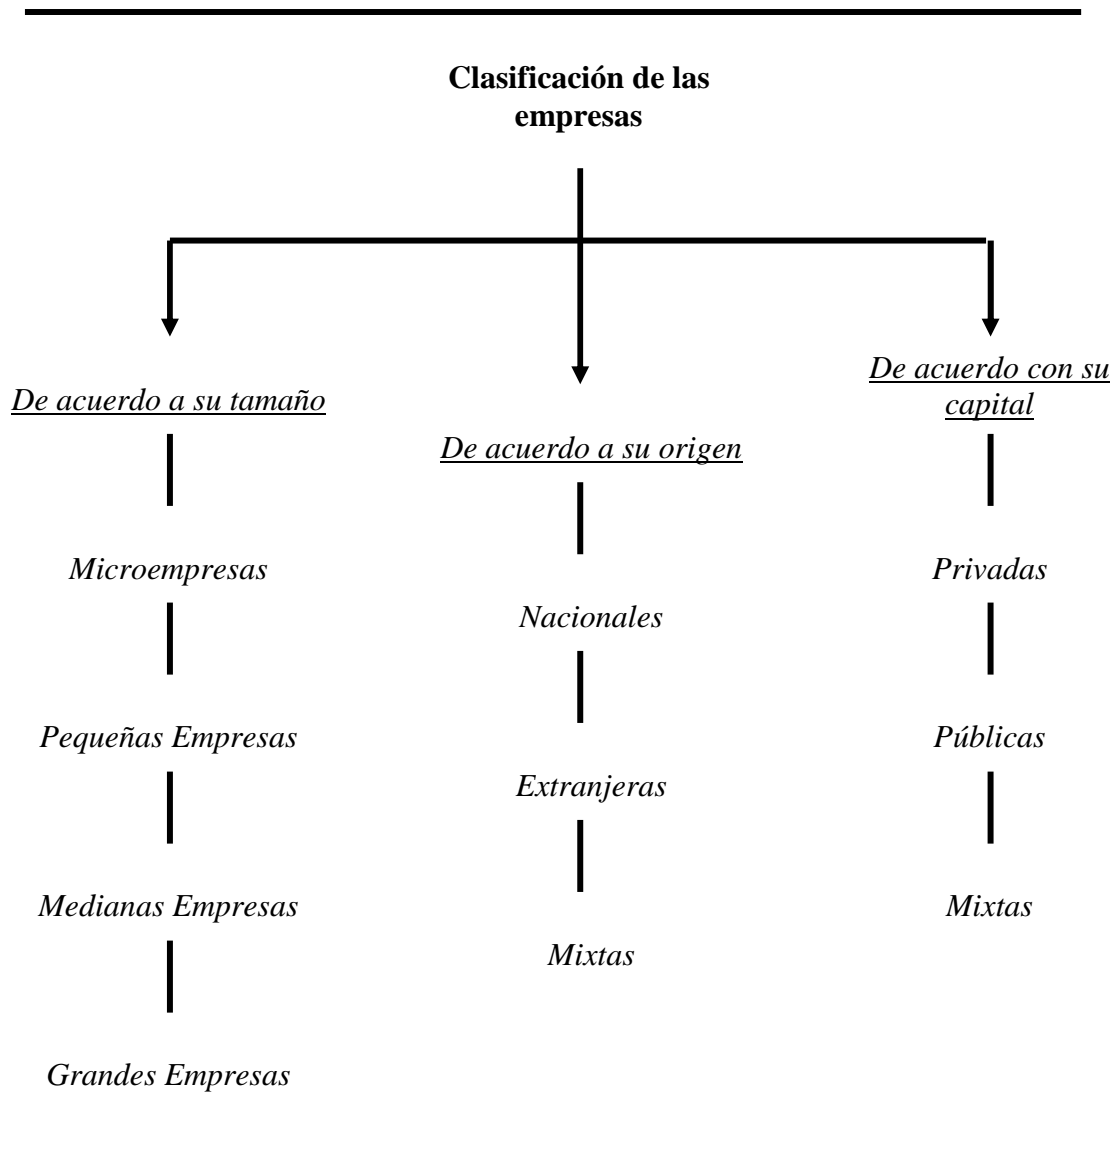 Clasificación de las
empresas
De acuerdo a su tamaño
Microempresas
Pequeñas Empresas
Medianas Empresas
Grandes Empresas
De acuerdo a su origen
Nacionales
Extranjeras
Mixtas
De acuerdo con su
capital
Privadas
Públicas
Mixtas